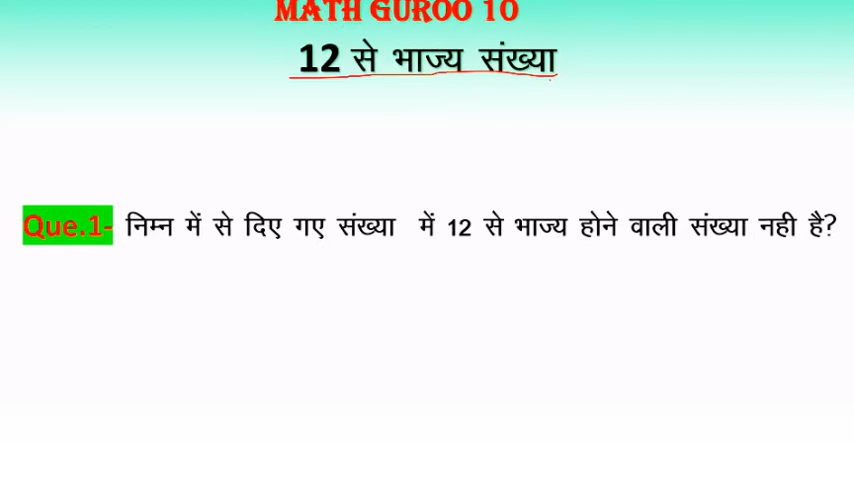 MATH GUROO 10
12 से भाज्य संख्या
Que.1- निम्न में से दिए गए संख्या में 12 से भाज्य होने वाली संख्या नही है?